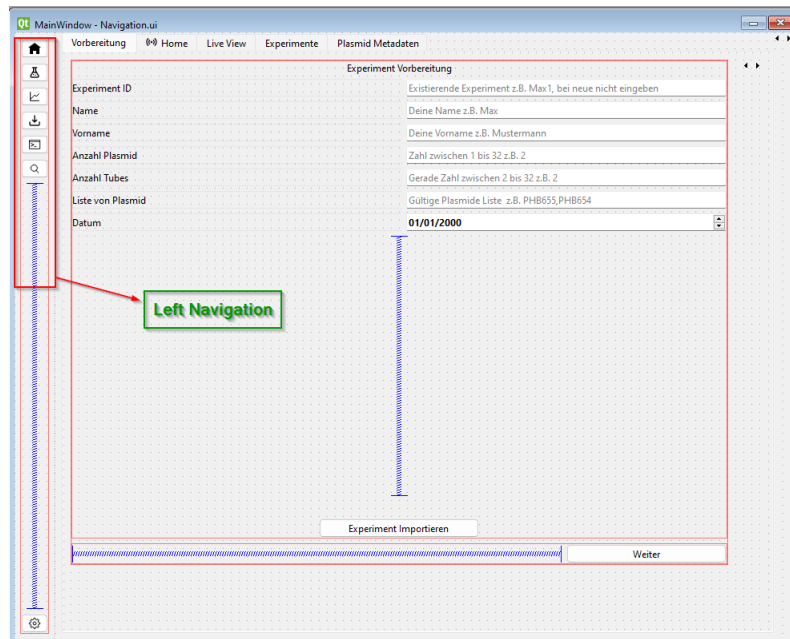 Qt MainWindow - Navigation.ui
Vorbereitung Home Live View Experimente Plasmid Metadaten
Experiment Vorbereitung
Experiment ID Existierende Experiment z.B. Max1, bei neue nicht eingeben
Name Deine Name z.B. Max
Vorname Deine Vorname z.B. Mustermann
Anzahl Plasmid Zahl zwischen 1 bis 32 z.B. 2
Anzahl Tubes Gerade Zahl zwischen 2 bis 32 z.B. 2
Liste von Plasmid Gültige Plasmide Liste z.B. PHB655,PHB654
Datum 01/01/2000
Left Navigation
Experiment Importieren
Weiter